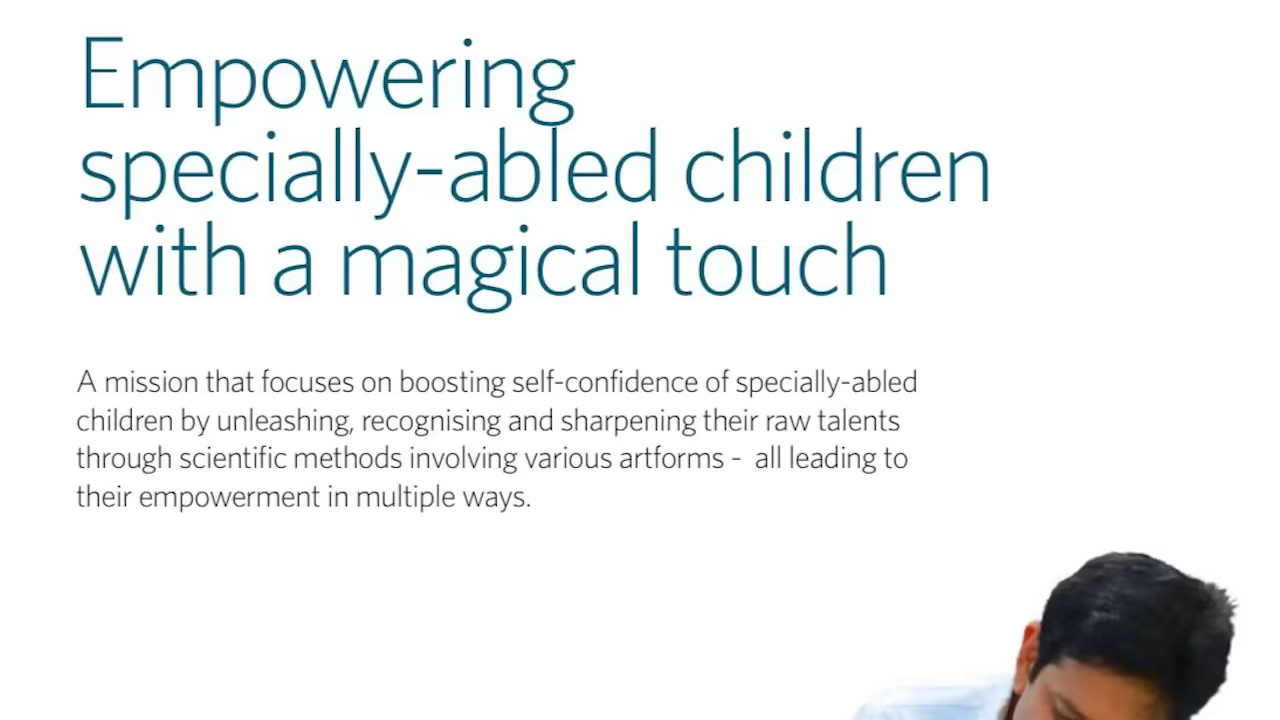 Empowering
specially-abled children
with a magical touch
A mission that focuses on boosting self-confidence of specially-abled
children by unleashing, recognising and sharpening their raw talents
through scientific methods involving various artforms -  all leading to
their empowerment in multiple ways.